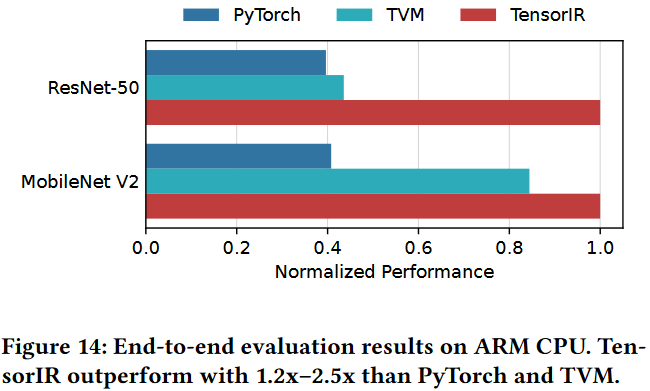 PyTorch TVM TensorIR
ResNet-50
MobileNet V2
0.0 0.2 0.4 0.6 0.8 1.0
Normalized Performance
Figure 14: End-to-end evaluation results on ARM CPU. Ten-
sorIR outperform with 1.2x–2.5x than PyTorch and TVM.